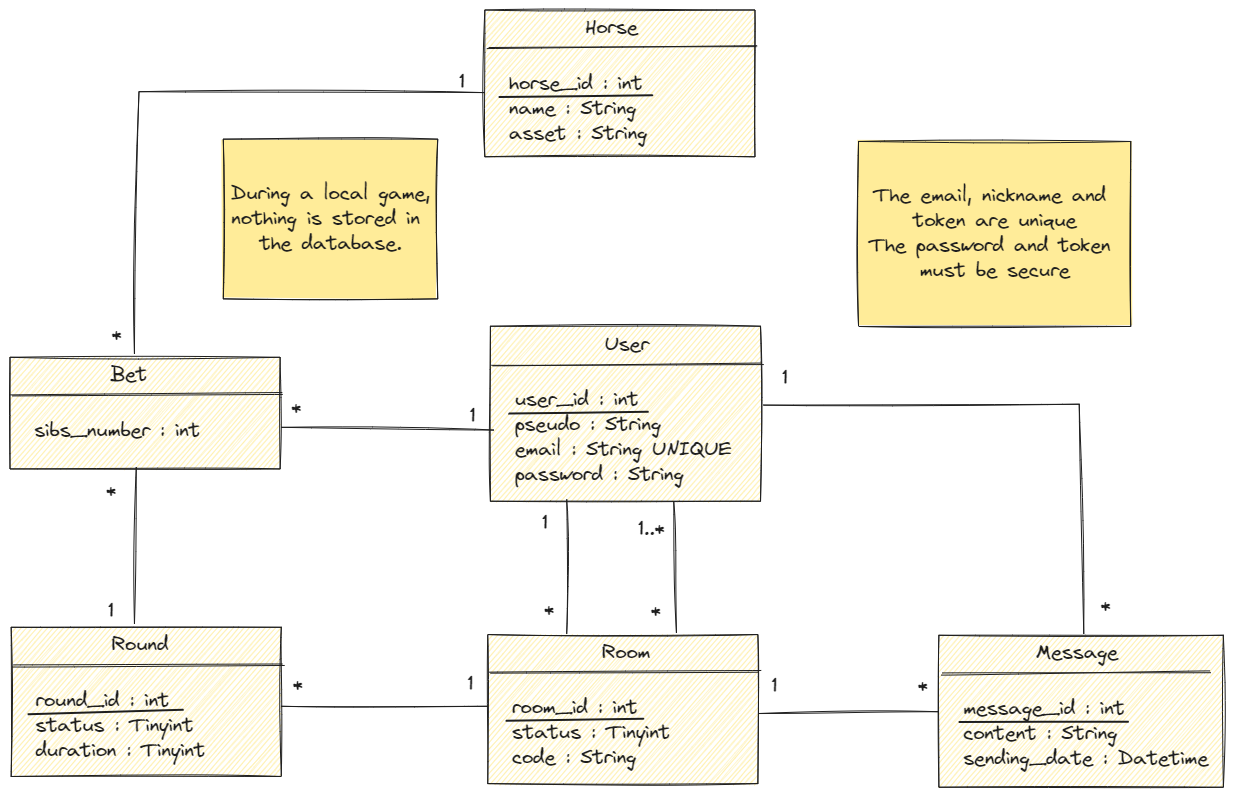 Horse
1
horse_id : int
name : String
asset : String
During a local game,
nothing is stored in
the database.
The email, nickname and
token are unique
The password and token
must be secure
*
Bet
sibs_number : int
*
1
User
user_id : int
pseudo : String
email : String UNIQUE
password : String
1
*
1
1
1..*
*
*
*
Round
round_id : int
status : Tinyint
duration : Tinyint
*
1
Room
room_id : int
status : Tinyint
code : String
1
*
Message
message_id : int
content : String
sending_date : Datetime